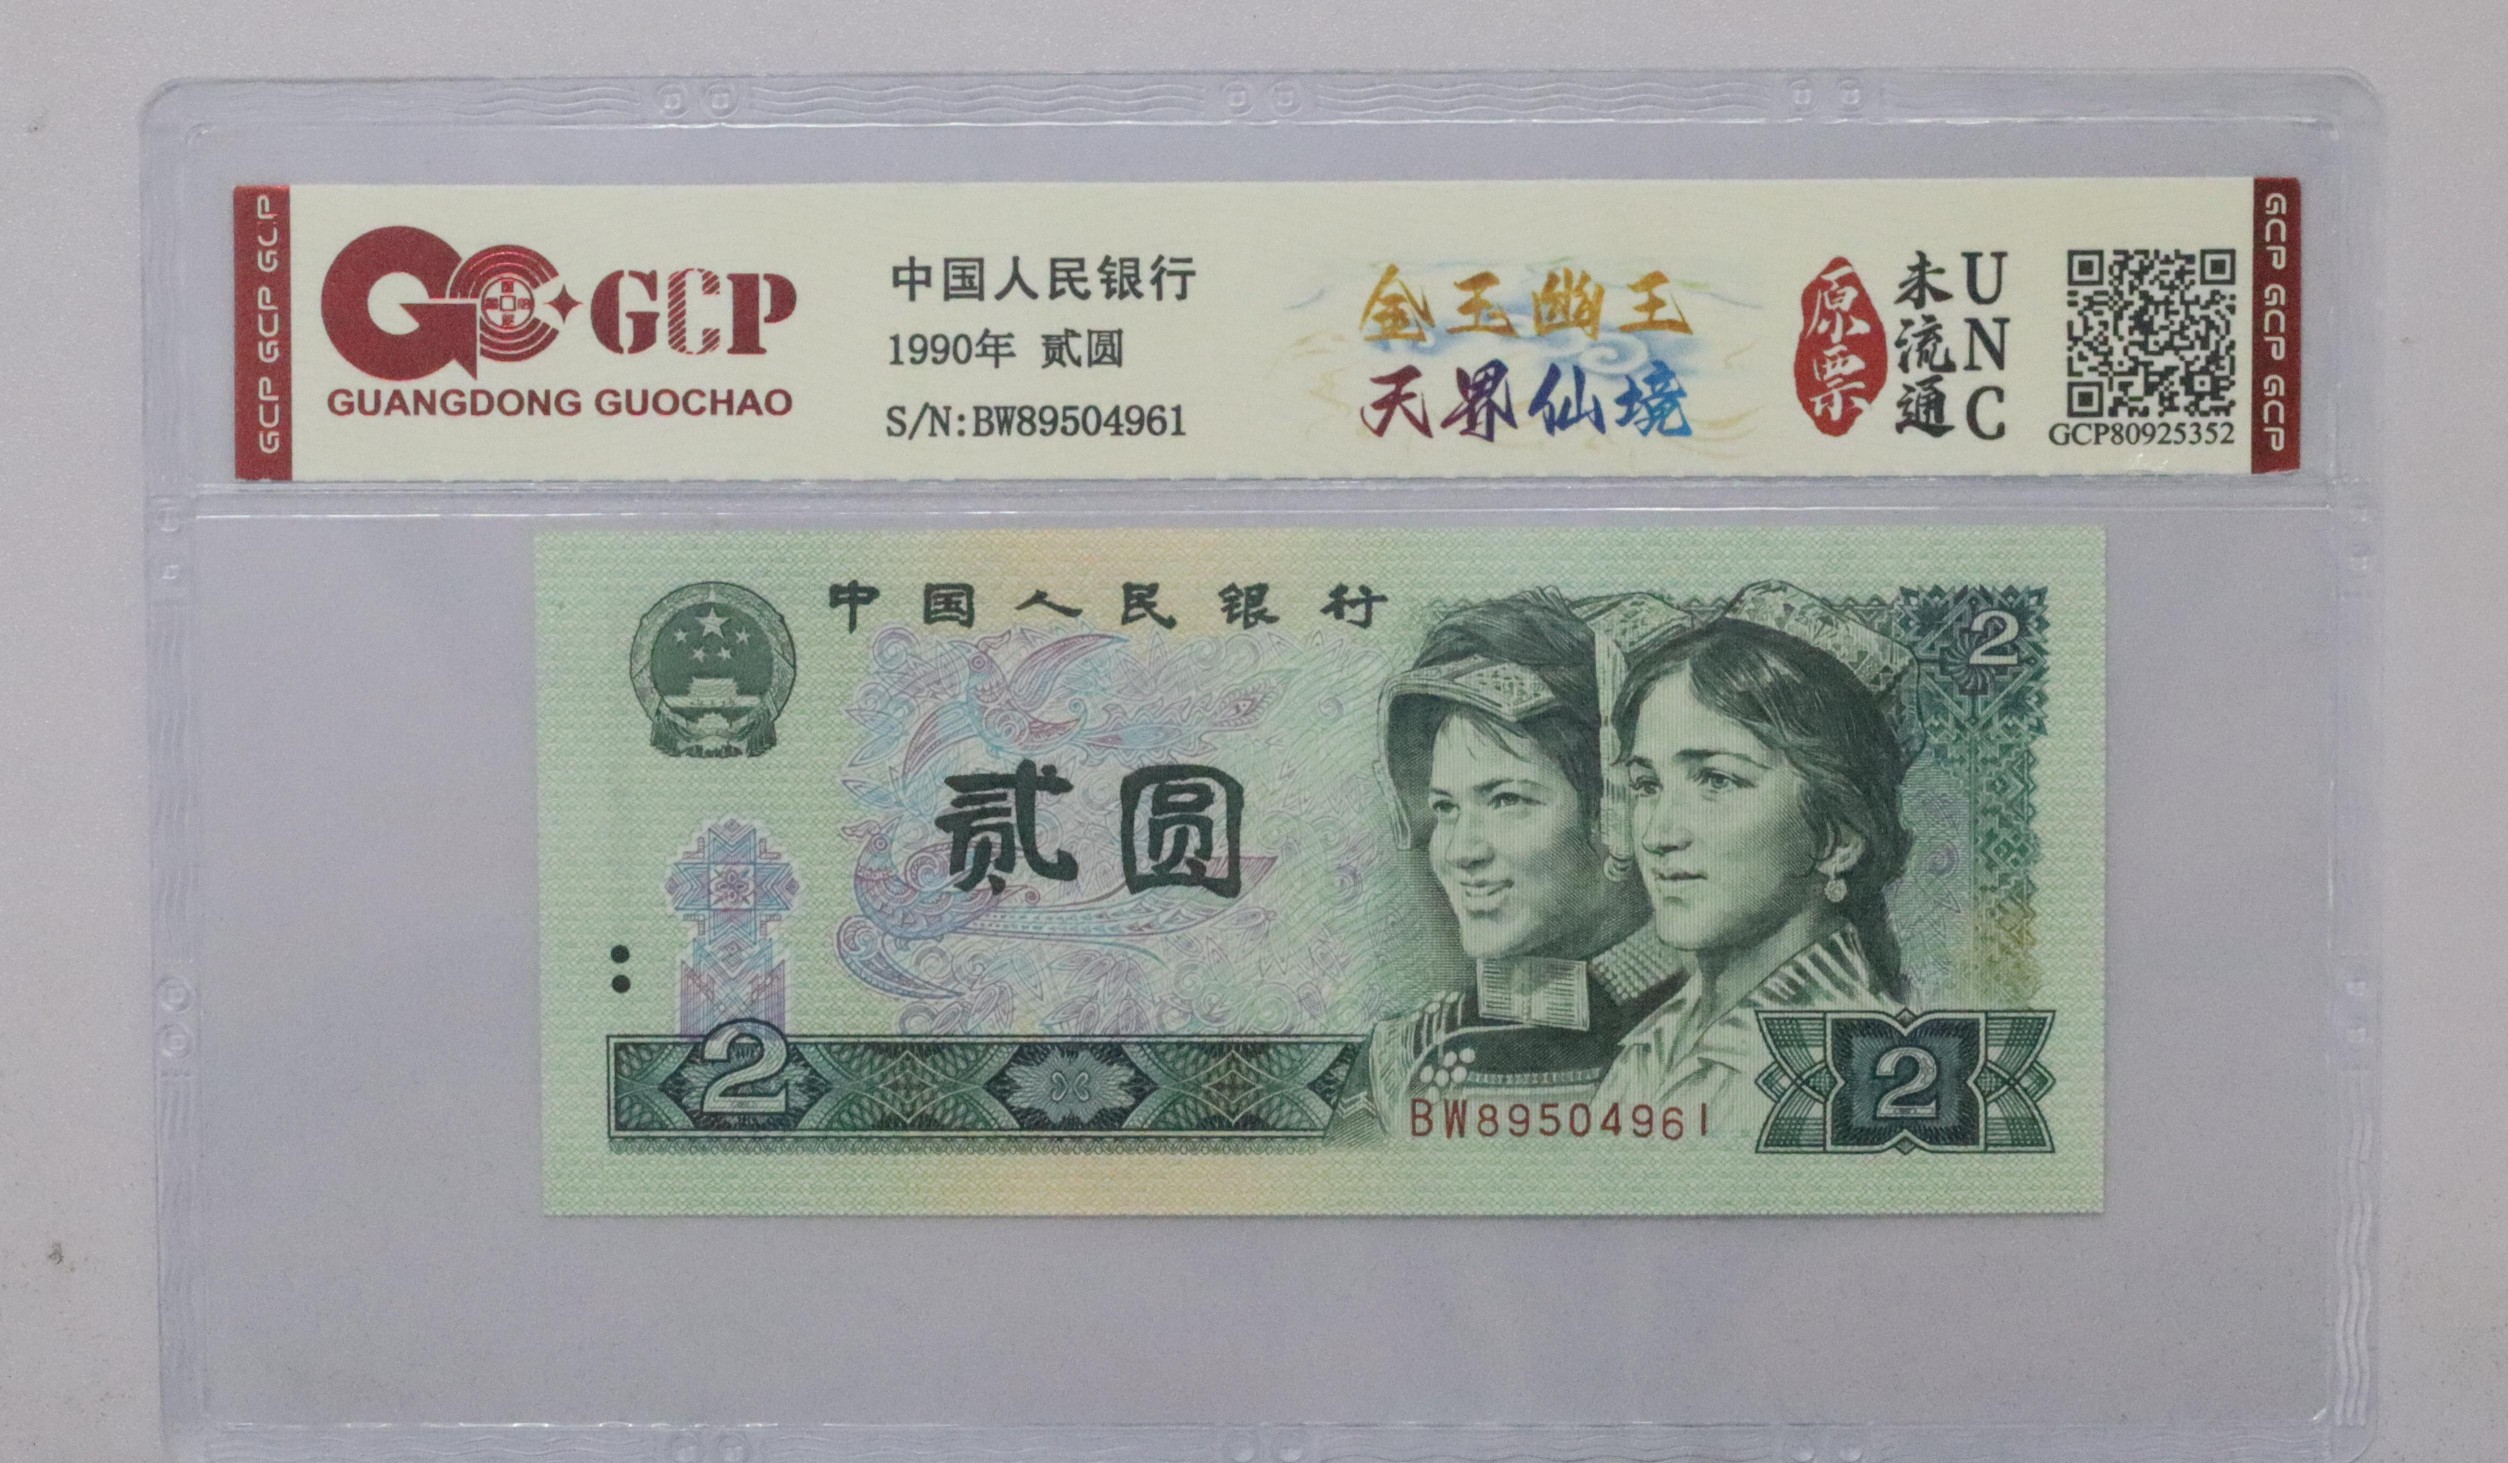 GCP GCP GCP
GCP
GUANGDONG GUOCHAO
中国人民银行
1990年 贰圆
S/N:BW89504961
金玉幽王
天界仙境
原票
未流通
UNC
GCP80925352
GCP GCP GCP
中国人民银行
2
贰圆
2
BW89504961
2